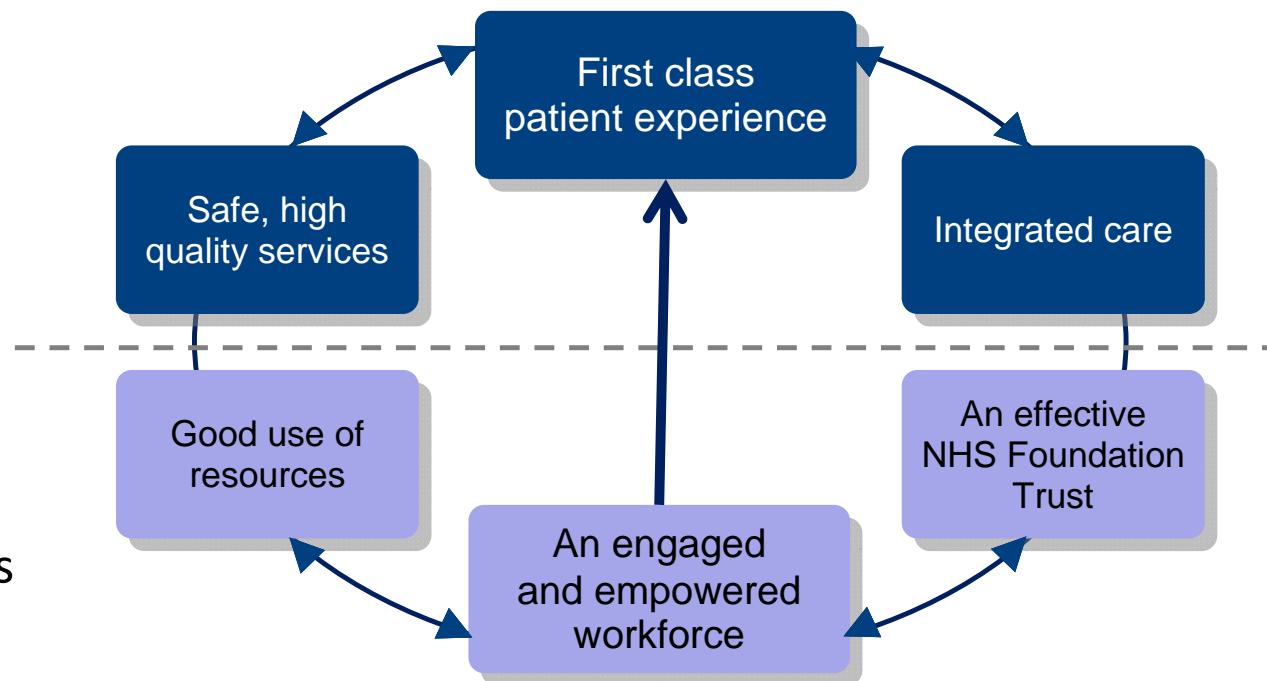 First class
patient experience
Safe, high
quality services
Integrated care
Good use of
resources
An effective
NHS Foundation
Trust
s
An engaged
and empowered
workforce